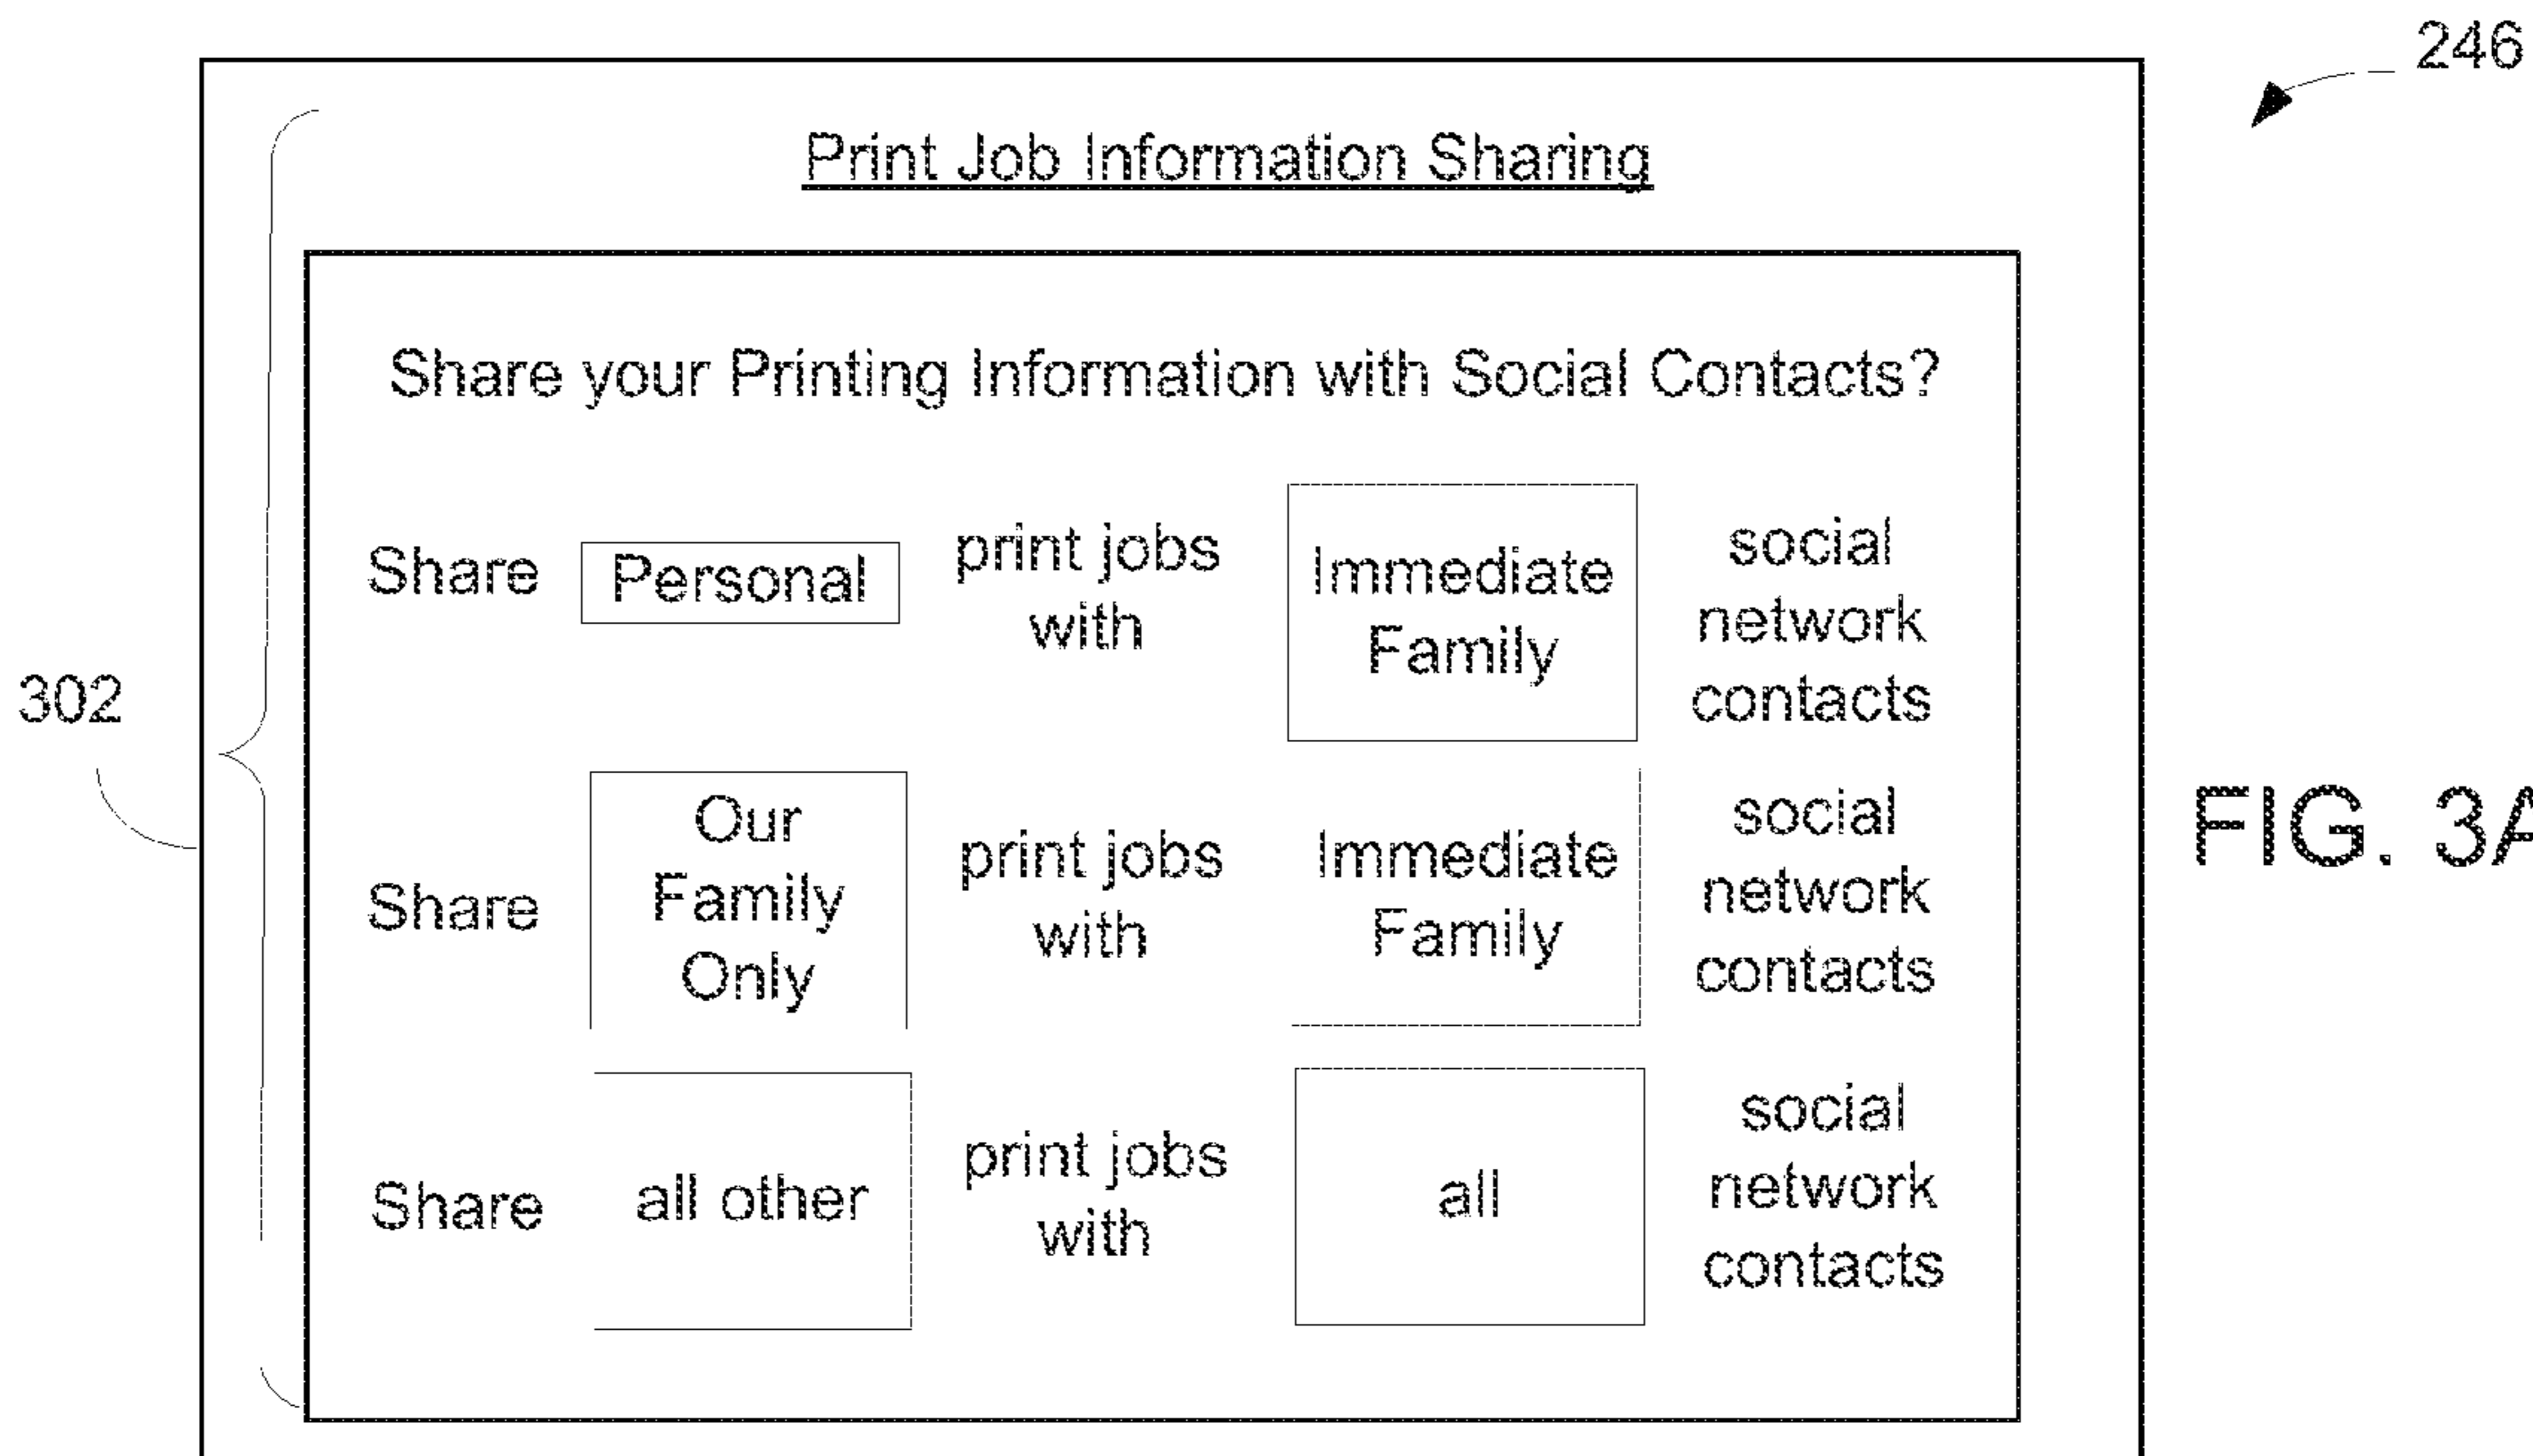 246
Print Job Information Sharing
Share your Printing Information with Social Contacts?
Share Personal print jobs with Immediate Family social network contacts
302
Share Our Family Only print jobs with Immediate Family social network contacts
FIG. 3A
Share all other print jobs with all social network contacts